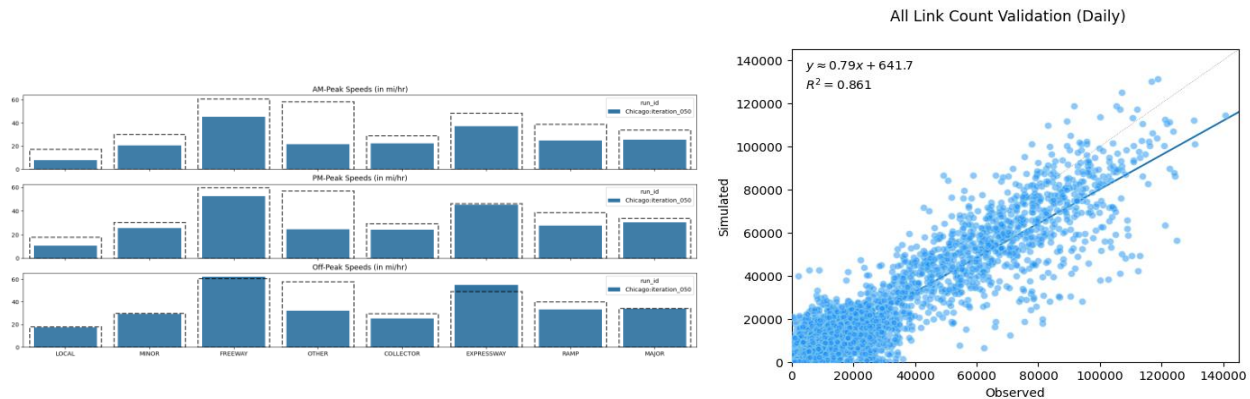 AM-Peak Speeds (in mi/hr)
60
40
20
0
run_id
Chicago:iteration_050
PM-Peak Speeds (in mi/hr)
60
40
20
0
run_id
Chicago:iteration_050
Off-Peak Speeds (in mi/hr)
60
40
20
0
run_id
Chicago:iteration_050
LOCAL MINOR FREEWAY OTHER COLLECTOR EXPRESSWAY RAMP MAJOR
All Link Count Validation (Daily)
y ≈ 0.79x + 641.7
R² = 0.861
140000
120000
100000
80000
60000
40000
20000
0
Simulated
0 20000 40000 60000 80000 100000 120000 140000
Observed